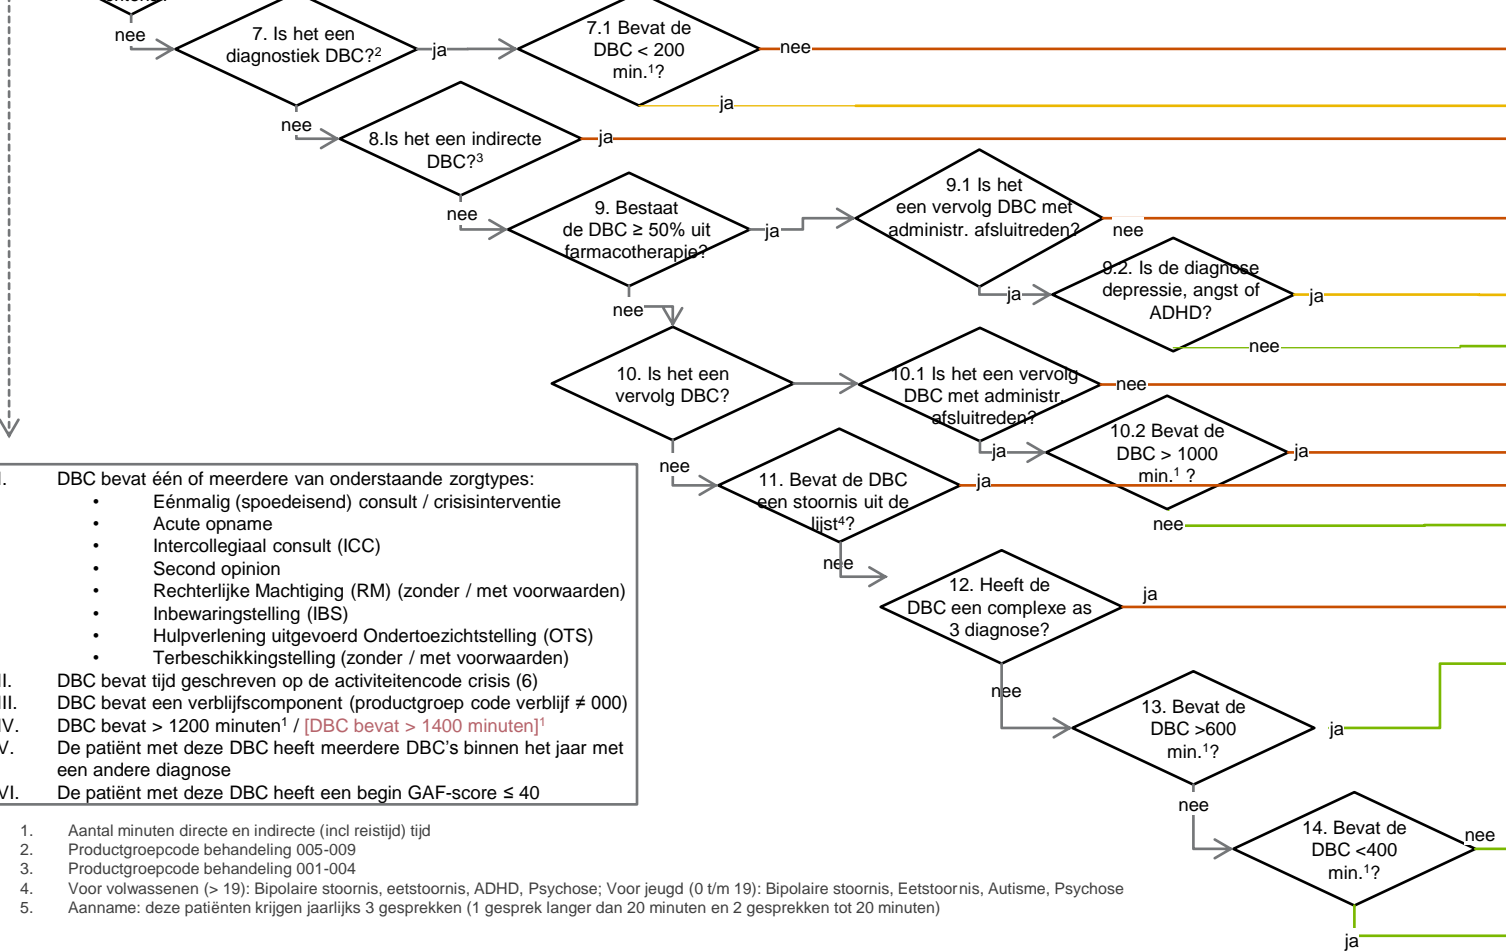 nee
7. Is het een
diagnostiek DBC?²
ja
7.1 Bevat de
DBC < 200
min.¹?
nee
ja
nee
8.Is het een indirecte
DBC?³
ja
nee
9. Bestaat
de DBC ≥ 50% uit
farmacotherapie?
ja
9.1 Is het
een vervolg DBC met
administr. afsluitreden?
nee
ja
9.2. Is de diagnose
depressie, angst of
ADHD?
ja
nee
nee
10. Is het een
vervolg DBC?
10.1 Is het een vervolg
DBC met administr.
afsluitreden?
nee
ja
10.2 Bevat de
DBC > 1000
min.¹ ?
ja
nee
nee
11. Bevat de DBC
een stoornis uit de
lijst⁴?
ja
nee
12. Heeft de
DBC een complexe as
3 diagnose?
ja
nee
13. Bevat de
DBC >600
min.¹?
ja
nee
14. Bevat de
DBC <400
min.¹?
nee
ja
I. DBC bevat één of meerdere van onderstaande zorgtypes:
• Eénmalig (spoedeisend) consult / crisisinterventie
• Acute opname
• Intercollegiaal consult (ICC)
• Second opinion
• Rechterlijke Machtiging (RM) (zonder / met voorwaarden)
• Inbewaringstelling (IBS)
• Hulpverlening uitgevoerd Ondertoezichtstelling (OTS)
• Terbeschikkingstelling (zonder / met voorwaarden)
II. DBC bevat tijd geschreven op de activiteitencode crisis (6)
III. DBC bevat een verblijfscomponent (productgroep code verblijf ≠ 000)
IV. DBC bevat > 1200 minuten¹ / [DBC bevat > 1400 minuten]¹
V. De patiënt met deze DBC heeft meerdere DBC's binnen het jaar met
een andere diagnose
VI. De patiënt met deze DBC heeft een begin GAF-score ≤ 40
1. Aantal minuten directe en indirecte (incl reistijd) tijd
2. Productgroepcode behandeling 005-009
3. Productgroepcode behandeling 001-004
4. Voor volwassenen (> 19): Bipolaire stoornis, eetstoornis, ADHD, Psychose; Voor jeugd (0 t/m 19): Bipolaire stoornis, Eetstoornis, Autisme, Psychose
5. Aanname: deze patiënten krijgen jaarlijks 3 gesprekken (1 gesprek langer dan 20 minuten en 2 gesprekken tot 20 minuten)